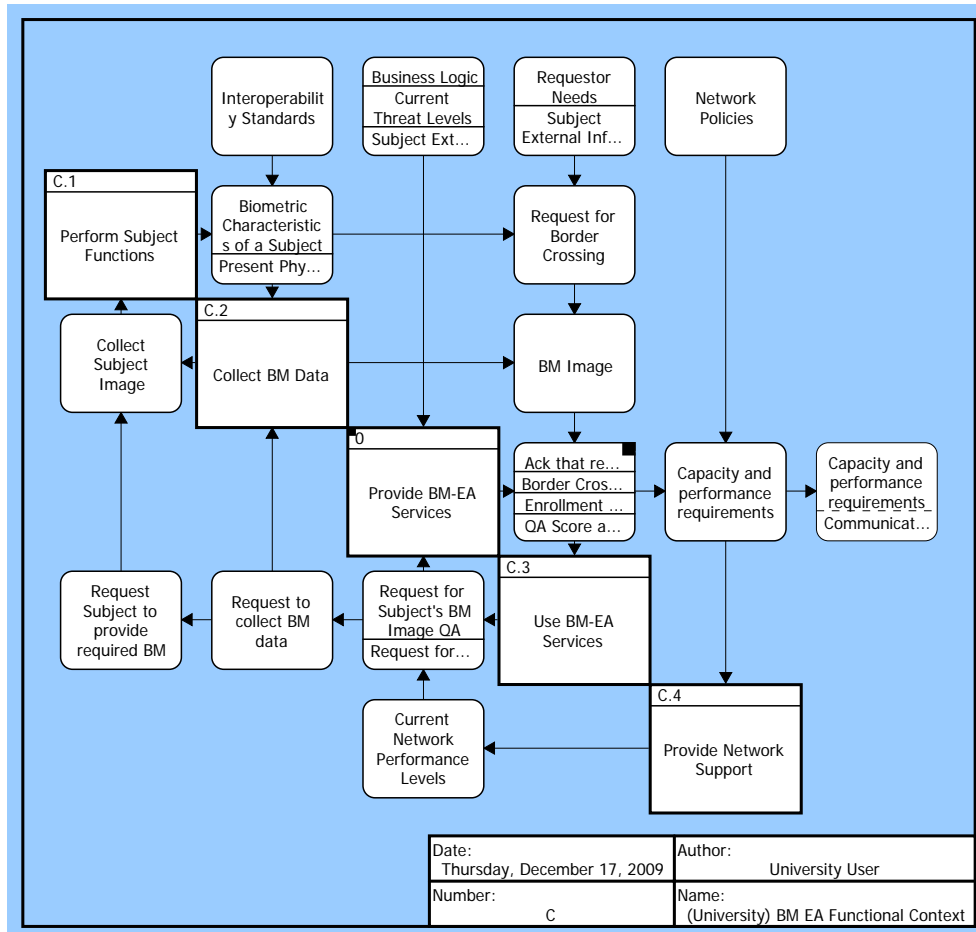 Interoperabilit
y Standards
Business Logic
Current
Threat Levels
Subject Ext...
Requestor
Needs
Subject
External Inf...
Network
Policies
C.1
Perform Subject
Functions
Biometric
Characteristic
s of a Subject
Present Phy...
Request for
Border
Crossing
C.2
Collect BM Data
Collect
Subject
Image
BM Image
0
Provide BM-EA
Services
Ack that re...
Border Cros...
Enrollment ...
QA Score a...
Capacity and
performance
requirements
Capacity and
performance
requirements
Communicat...
C.3
Use BM-EA
Services
Request
Subject to
provide
required BM
Request to
collect BM
data
Request for
Subject's BM
Image QA
Request for...
C.4
Provide Network
Support
Current
Network
Performance
Levels
Date:
Thursday, December 17, 2009
Author:
University User
Number:
C
Name:
(University) BM EA Functional Context